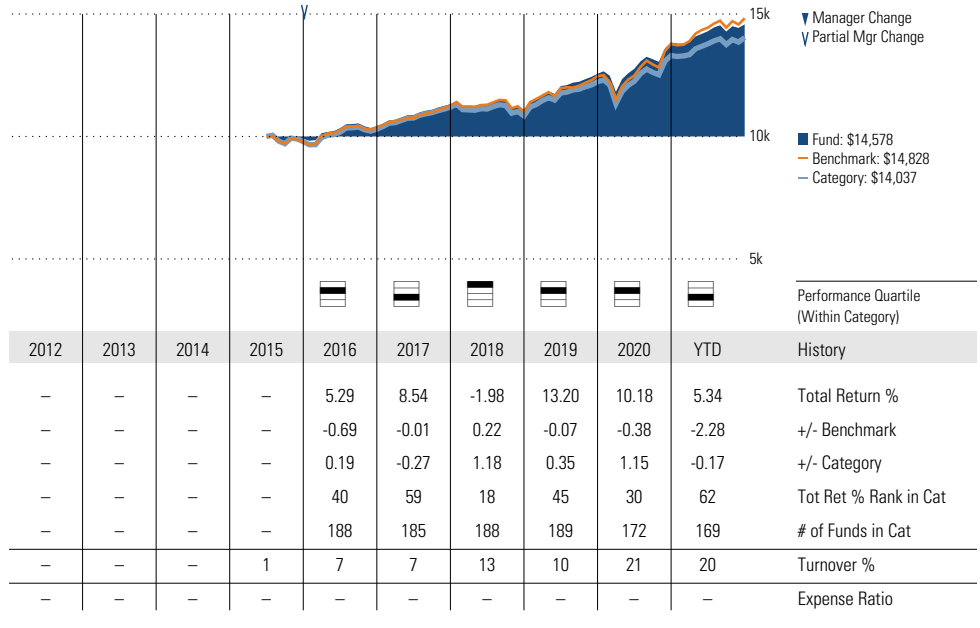 15k
▼ Manager Change
V Partial Mgr Change
10k
Fund: $14,578
Benchmark: $14,828
Category: $14,037
5k
Performance Quartile
(Within Category)
2012 2013 2014 2015 2016 2017 2018 2019 2020 YTD History
– – – – 5.29 8.54 -1.98 13.20 10.18 5.34 Total Return %
– – – – -0.69 -0.01 0.22 -0.07 -0.38 -2.28 +/- Benchmark
– – – – 0.19 -0.27 1.18 0.35 1.15 -0.17 +/- Category
– – – – 40 59 18 45 30 62 Tot Ret % Rank in Cat
– – – – 188 185 188 189 172 169 # of Funds in Cat
– – – 1 7 7 13 10 21 20 Turnover %
– – – – – – – – – – Expense Ratio